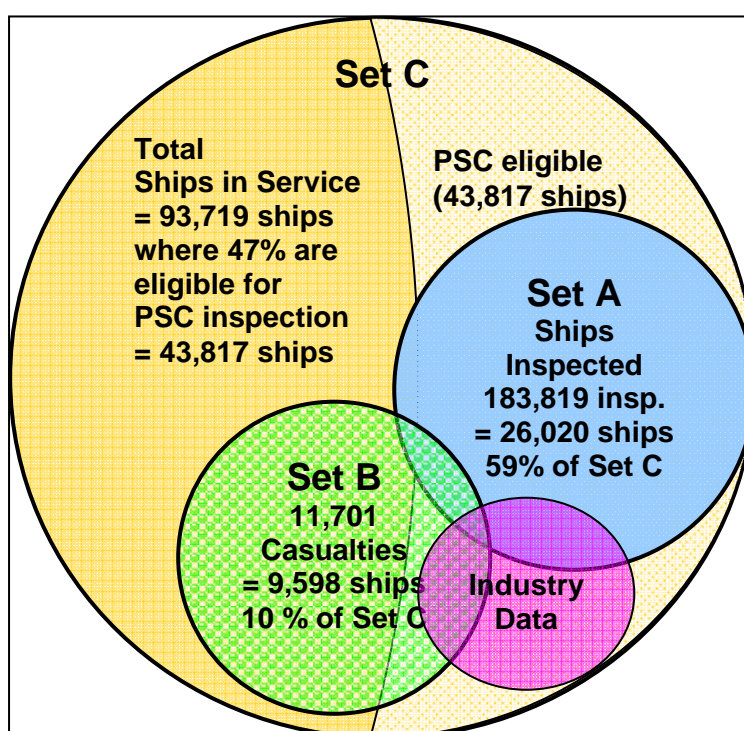 Set C
Total
Ships in Service
= 93,719 ships
where 47% are
eligible for
PSC inspection
= 43,817 ships
PSC eligible
(43,817 ships)
Set A
Ships
Inspected
183,819 insp.
= 26,020 ships
59% of Set C
Set B
11,701
Casualties
= 9,598 ships
10 % of Set C
Industry
Data